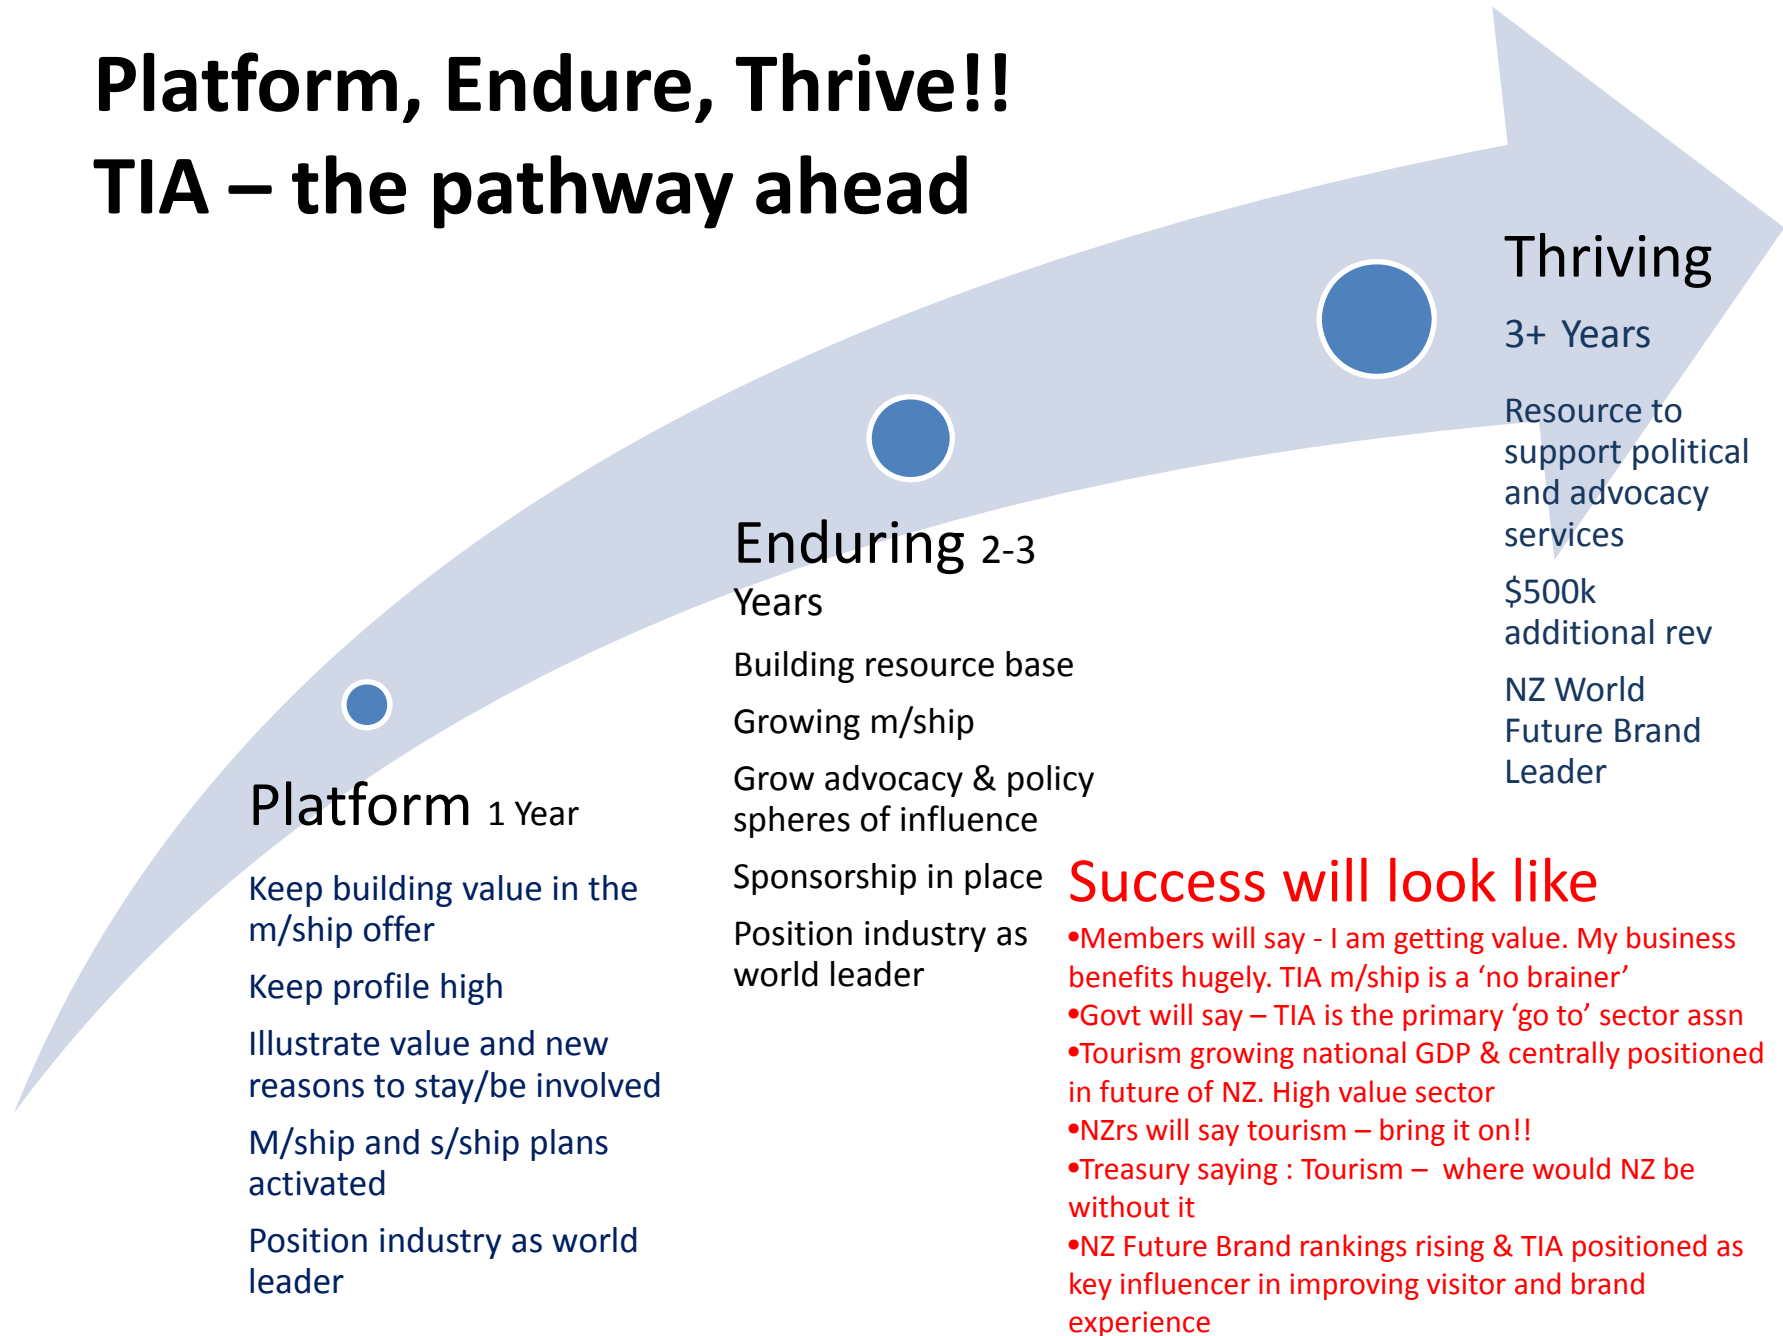 Platform, Endure, Thrive!!
TIA – the pathway ahead
Platform 1 Year
Keep building value in the
m/ship offer
Keep profile high
Illustrate value and new
reasons to stay/be involved
M/ship and s/ship plans
activated
Position industry as world
leader
Enduring 2-3
Years
Building resource base
Growing m/ship
Grow advocacy & policy
spheres of influence
Sponsorship in place
Position industry as
world leader
Thriving
3+ Years
Resource to
support political
and advocacy
services
$500k
additional rev
NZ World
Future Brand
Leader
Success will look like
•Members will say - I am getting value. My business
benefits hugely. TIA m/ship is a ‘no brainer’
•Govt will say – TIA is the primary ‘go to’ sector assn
•Tourism growing national GDP & centrally positioned
in future of NZ. High value sector
•NZrs will say tourism – bring it on!!
•Treasury saying : Tourism – where would NZ be
without it
•NZ Future Brand rankings rising & TIA positioned as
key influencer in improving visitor and brand
experience